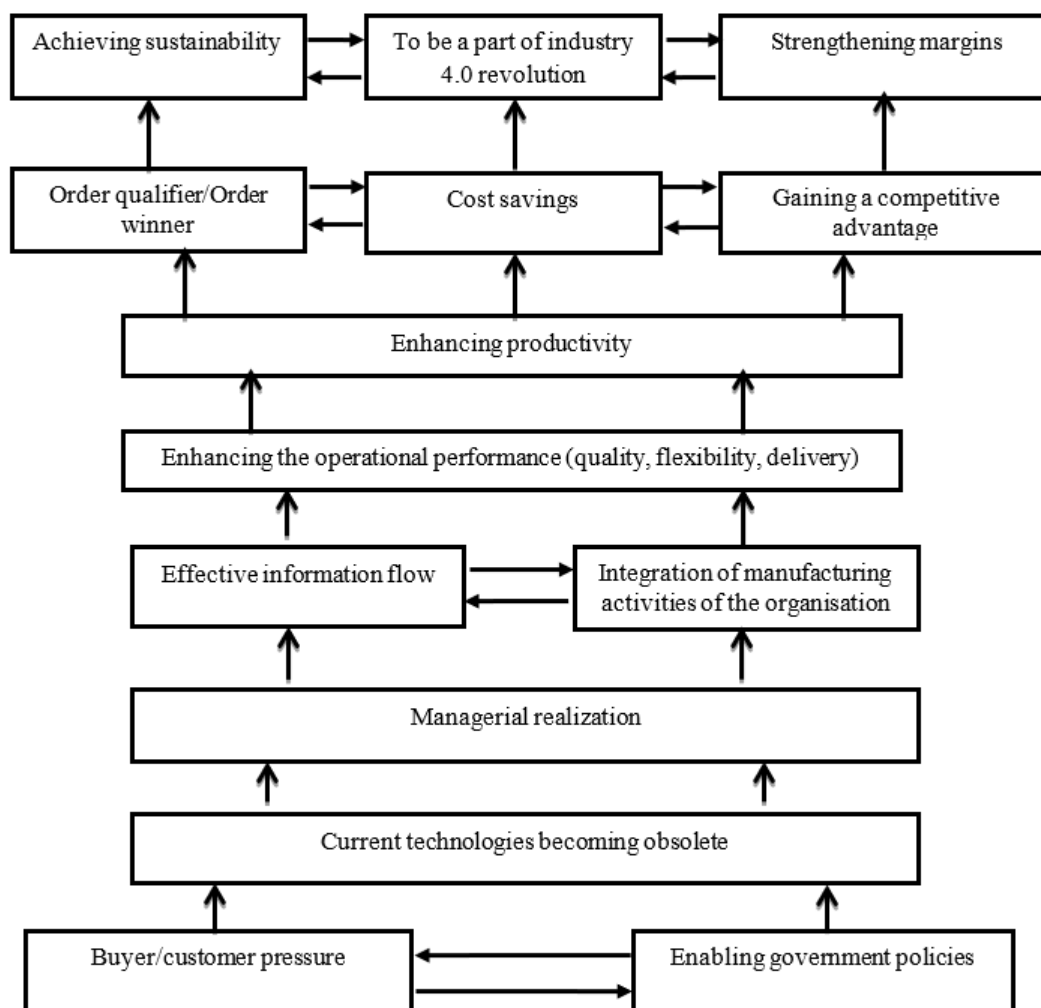 Achieving sustainability
To be a part of industry
4.0 revolution
Strengthening margins
Order qualifier/Order
winner
Cost savings
Gaining a competitive
advantage
Enhancing productivity
Enhancing the operational performance (quality, flexibility, delivery)
Effective information flow
Integration of manufacturing
activities of the organisation
Managerial realization
Current technologies becoming obsolete
Buyer/customer pressure
Enabling government policies